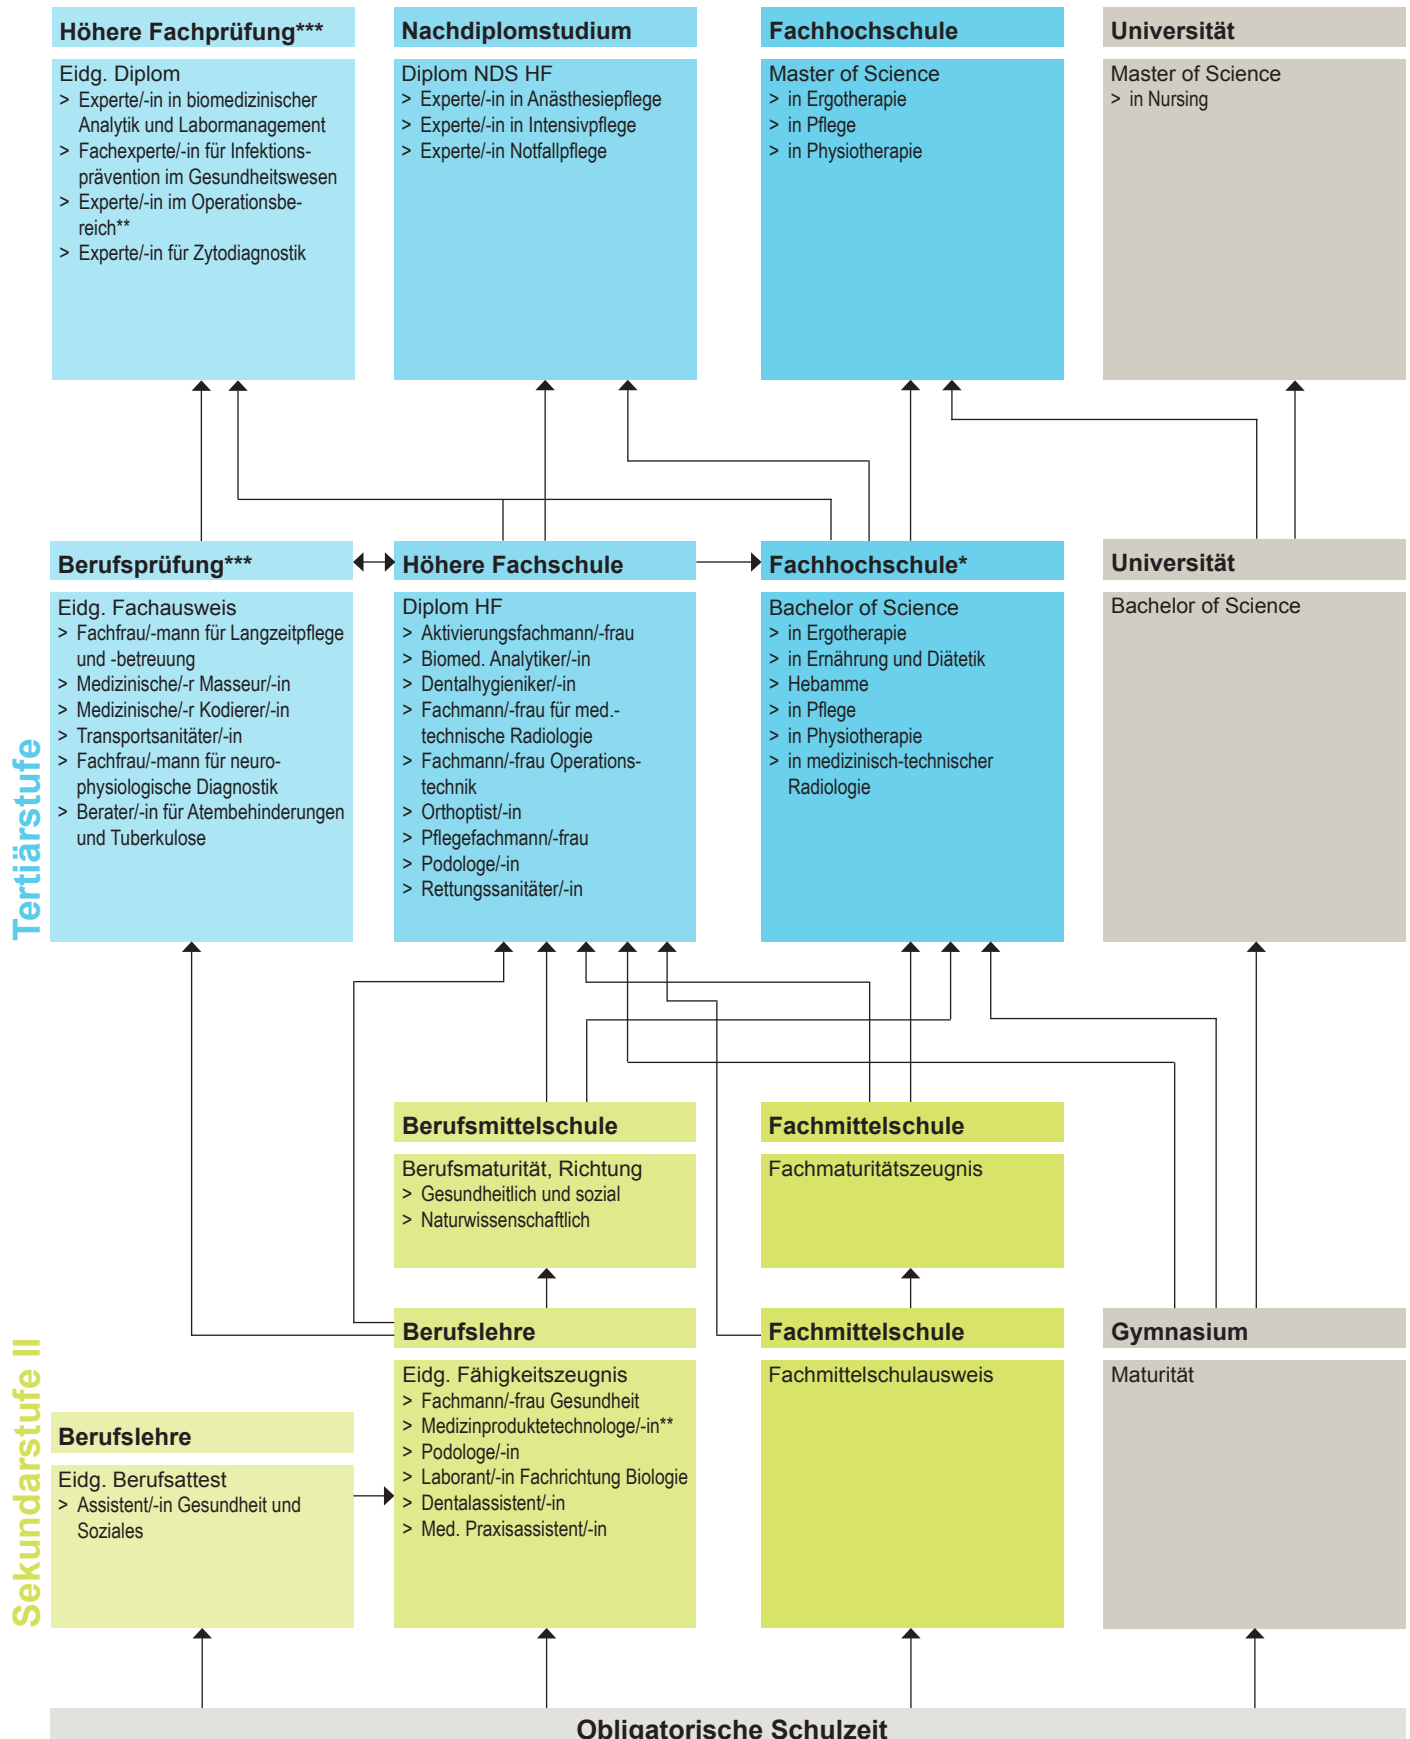 Höhere Fachprüfung***
Eidg. Diplom
> Experte/-in in biomedizinischer
Analytik und Labormanagement
> Fachexperte/-in für Infektions-
prävention im Gesundheitswesen
> Experte/-in im Operationsbe-
reich**
> Experte/-in für Zytodiagnostik
Nachdiplomstudium
Diplom NDS HF
> Experte/-in in Anästhesiepflege
> Experte/-in in Intensivpflege
> Experte/-in Notfallpflege
Fachhochschule
Master of Science
> in Ergotherapie
> in Pflege
> in Physiotherapie
Universität
Master of Science
> in Nursing
Tertiärstufe
Berufsprüfung***
Eidg. Fachausweis
> Fachfrau/-mann für Langzeitpflege
und -betreuung
> Medizinische/-r Masseur/-in
> Medizinische/-r Kodierer/-in
> Transportsanitäter/-in
> Fachfrau/-mann für neuro-
physiologische Diagnostik
> Berater/-in für Atembehinderungen
und Tuberkulose
Höhere Fachschule
Diplom HF
> Aktivierungsfachmann/-frau
> Biomed. Analytiker/-in
> Dentalhygieniker/-in
> Fachmann/-frau für med.-
technische Radiologie
> Fachmann/-frau Operations-
technik
> Orthoptist/-in
> Pflegefachmann/-frau
> Podologe/-in
> Rettungssanitäter/-in
Fachhochschule*
Bachelor of Science
> in Ergotherapie
> in Ernährung und Diätetik
> Hebamme
> in Pflege
> in Physiotherapie
> in medizinisch-technischer
Radiologie
Universität
Bachelor of Science
Berufsmittelschule
Berufsmaturität, Richtung
> Gesundheitlich und sozial
> Naturwissenschaftlich
Fachmittelschule
Fachmaturitätszeugnis
Sekundarstufe II
Berufslehre
Eidg. Berufsattest
> Assistent/-in Gesundheit und
Soziales
Berufslehre
Eidg. Fähigkeitszeugnis
> Fachmann/-frau Gesundheit
> Medizinproduktetechnologe/-in**
> Podologe/-in
> Laborant/-in Fachrichtung Biologie
> Dentalassistent/-in
> Med. Praxisassistent/-in
Fachmittelschule
Fachmittelschulausweis
Gymnasium
Maturität
Obligatorische Schulzeit